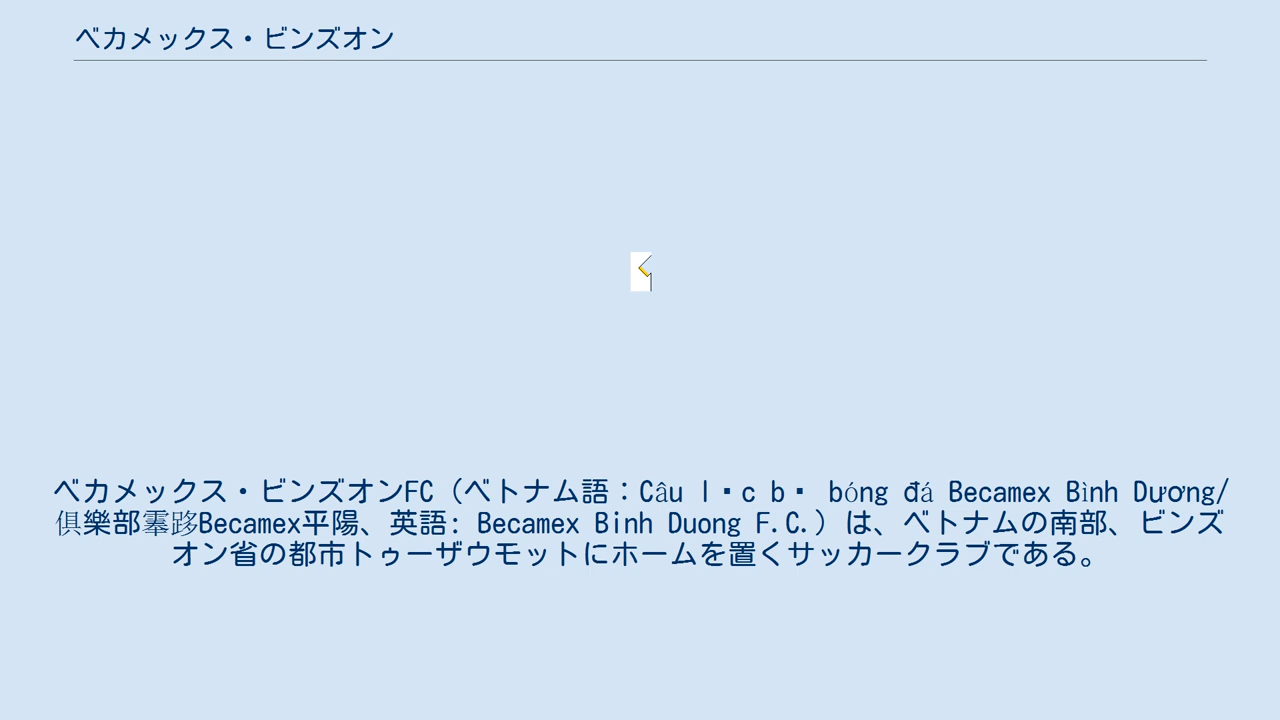 ベカメックス・ビンズオン
ベカメックス・ビンズオンFC（ベトナム語：Câu l▪c b▪ bóng đá Becamex Bình Dương/
俱樂部䨦𨃴Becamex平陽、英語: Becamex Binh Duong F.C.）は、ベトナムの南部、ビンズ
オン省の都市トゥーザウモットにホームを置くサッカークラブである。